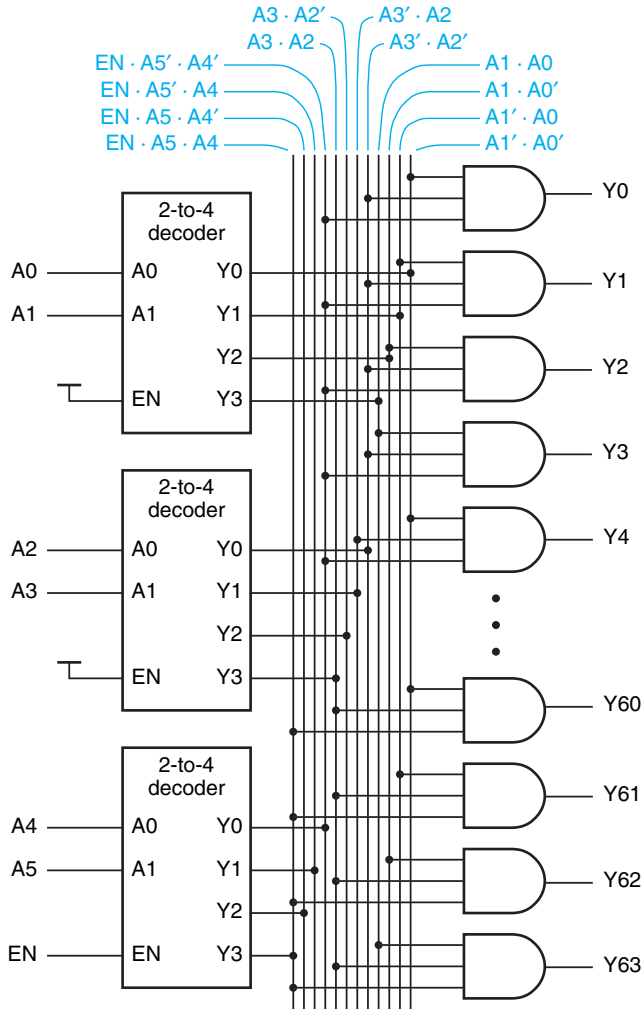 A3 · A2′
A3′ · A2
A3 · A2
A3′ · A2′
EN · A5′ · A4′
A1 · A0
EN · A5′ · A4
A1 · A0′
EN · A5 · A4′
A1′ · A0
EN · A5 · A4
A1′ · A0′
2-to-4
decoder
A0
A0
Y0
A1
A1
Y1
Y2
EN
Y3
2-to-4
decoder
A2
A0
Y0
A3
A1
Y1
Y2
EN
Y3
2-to-4
decoder
A4
A0
Y0
A5
A1
Y1
Y2
EN
EN
Y3
Y0
Y1
Y2
Y3
Y4
Y60
Y61
Y62
Y63